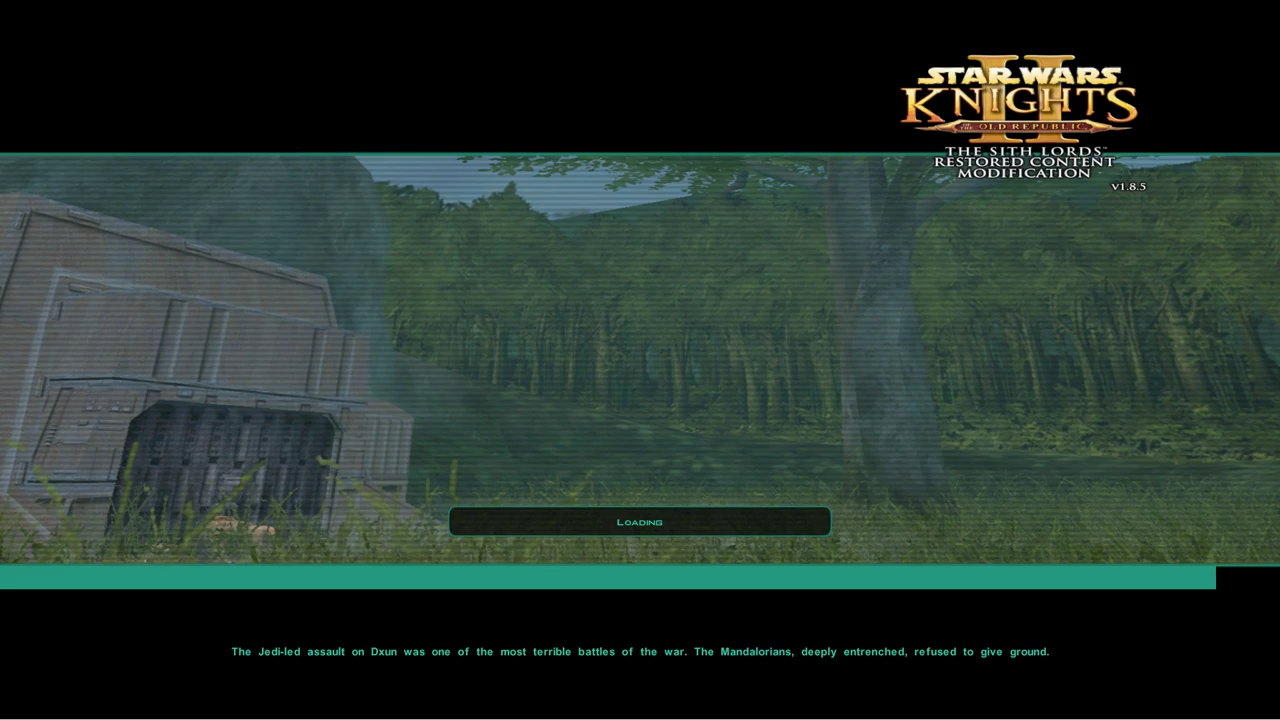 STAR WARS
KNIGHTS
OF THE OLD REPUBLIC
II
THE SITH LORDS™
RESTORED CONTENT
MODIFICATION
V1.8.5
LOADING
The Jedi-led assault on Dxun was one of the most terrible battles of the war. The Mandalorians, deeply entrenched, refused to give ground.